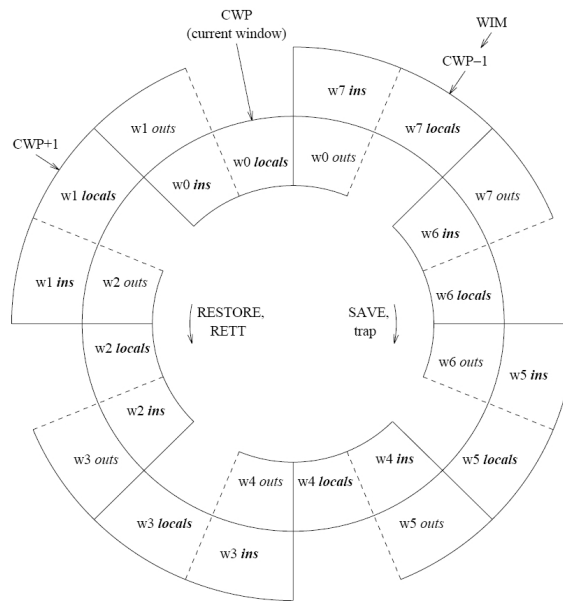 CWP
(current window)
WIM
CWP−1
w7 ins
w1 outs
w7 locals
CWP+1
w0 locals
w0 outs
w0 ins
w1 locals
w7 outs
w6 ins
w1 ins
w2 outs
w6 locals
RESTORE,
RETT
SAVE,
trap
w2 locals
w6 outs
w5 ins
w2 ins
w3 outs
w4 ins
w5 locals
w4 outs
w4 locals
w3 locals
w5 outs
w3 ins